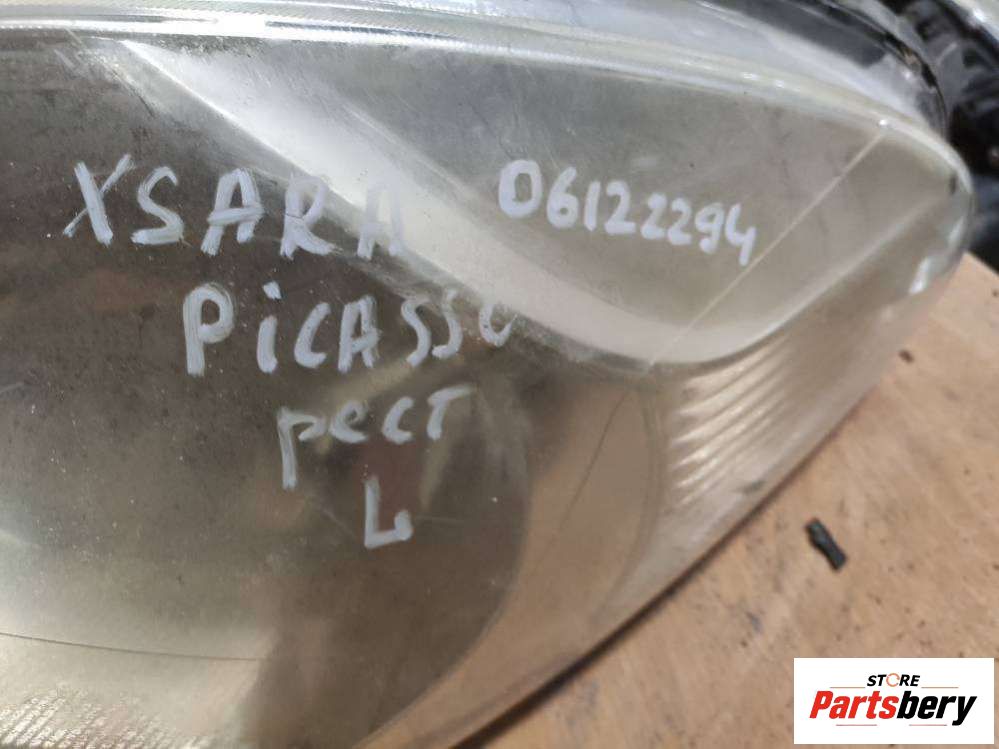 XSARA
PiCASSO
рест
L
06122294
STORE
Partsbery